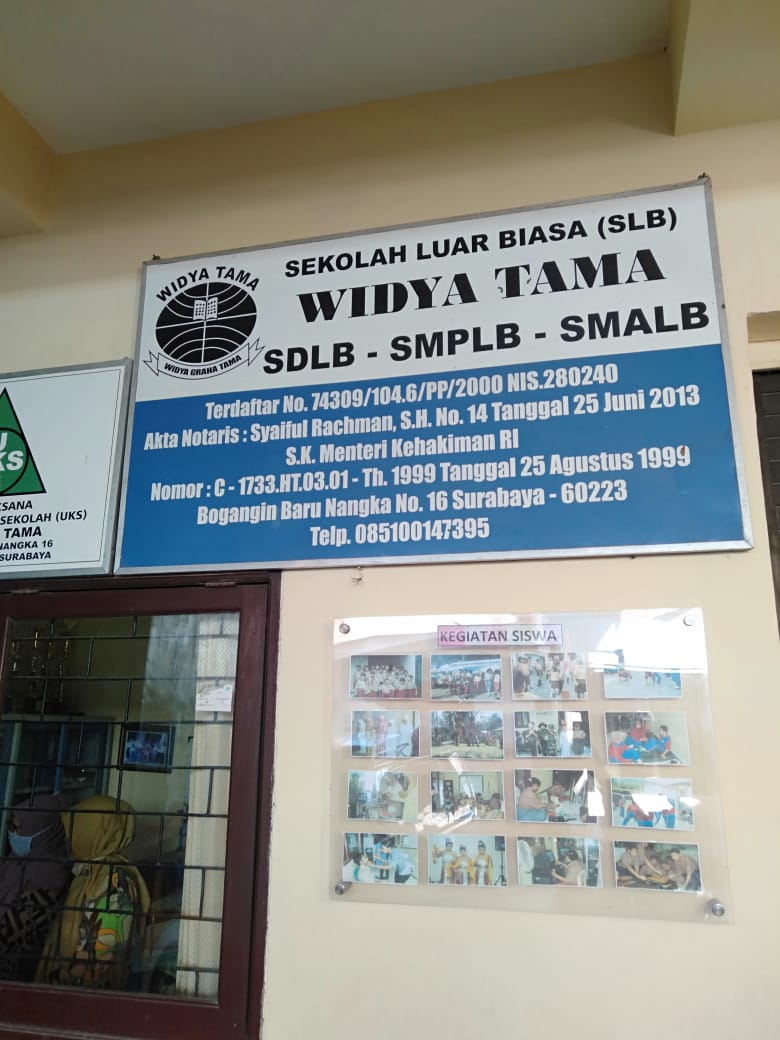 WIDYA TAMA
WIDYA GRAHA TAMA
SEKOLAH LUAR BIASA (SLB)
WIDYA TAMA
SDLB - SMPLB - SMALB
Terdaftar No. 74309/104.6/PP/2000 NIS.280240
Akta Notaris : Syaiful Rachman, S.H. No. 14 Tanggal 25 Juni 2013
S.K. Menteri Kehakiman RI
Nomor : C - 1733.HT.03.01 - Th. 1999 Tanggal 25 Agustus 1999
Bogangin Baru Nangka No. 16 Surabaya - 60223
Telp. 085100147395
SEKOLAH (UKS)
TAMA
NANGKA 16
SURABAYA
KEGIATAN SISWA